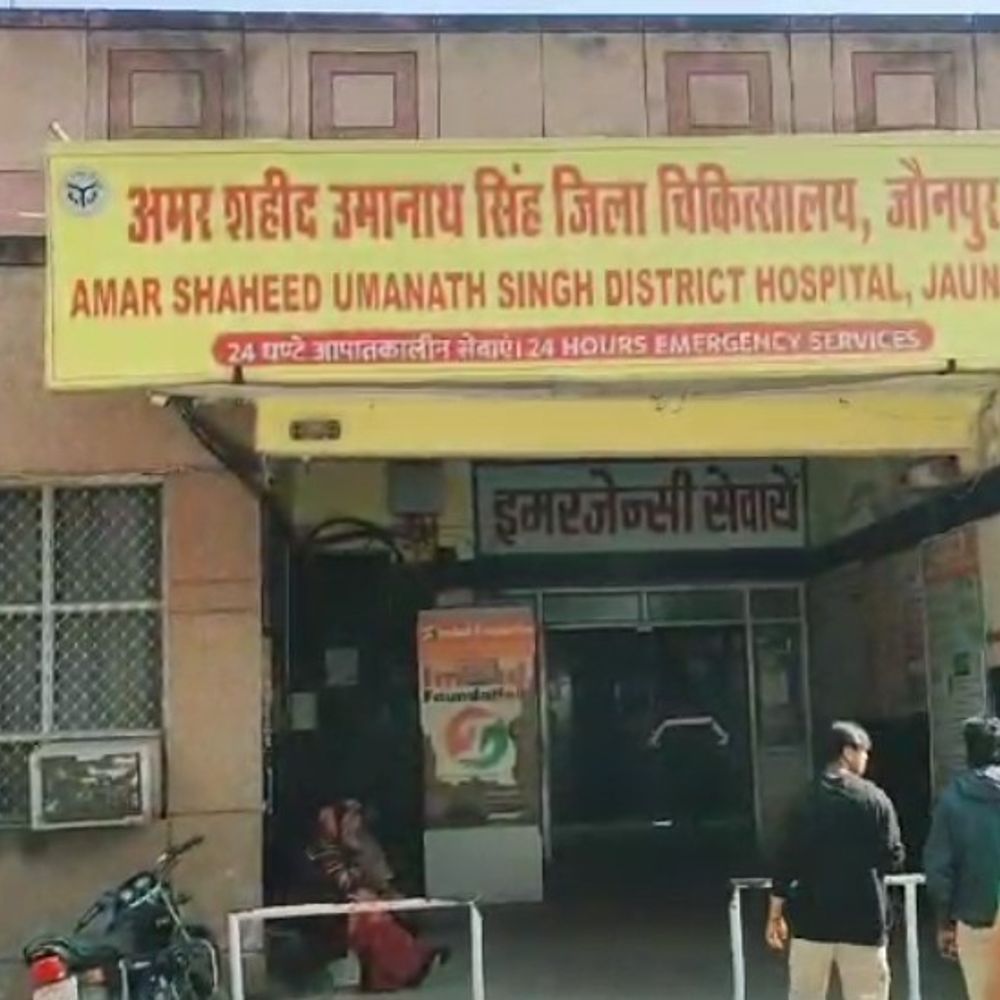 अमर शहीद उमानाथ सिंह जिला चिकित्सालय, जौनपुर
AMAR SHAHEED UMANATH SINGH DISTRICT HOSPITAL, JAUN
24 घण्टे आपातकालीन सेवाएं। 24 HOURS EMERGENCY SERVICES
इमरजेन्सी सेवायें
Foundation